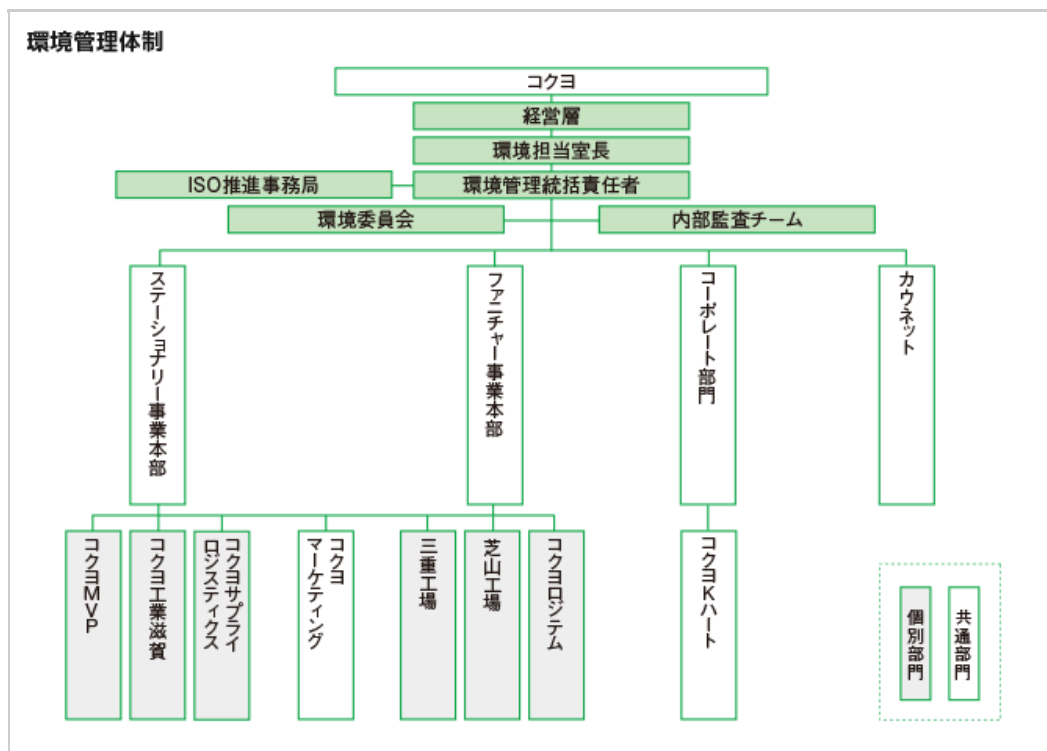 環境管理体制
コクヨ
経営層
環境担当室長
ISO推進事務局
環境管理統括責任者
環境委員会
内部監査チーム
ステーショナリー事業本部
ファニチャー事業本部
コーポレート部門
カウネット
コクヨMVP
コクヨ工業滋賀
コクヨサプライ
ロジスティクス
コクヨ
マーケティング
三重工場
芝山工場
コクヨロジテム
コクヨKハート
個別部門
共通部門